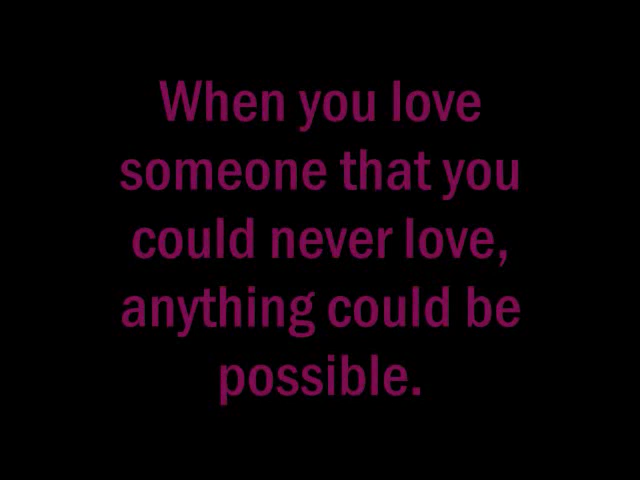 When you love
someone that you
could never love,
anything could be
possible.